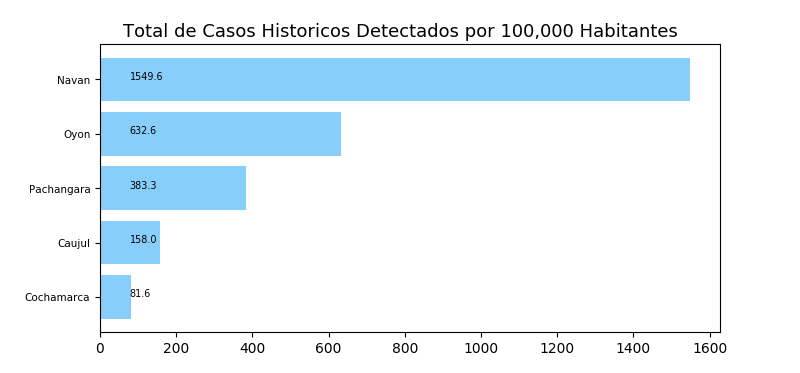 Total de Casos Historicos Detectados por 100,000 Habitantes
Navan 1549.6
Oyon 632.6
Pachangara 383.3
Caujul 158.0
Cochamarca 81.6
0 200 400 600 800 1000 1200 1400 1600